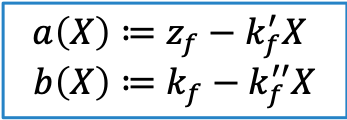 a(X) ≔ z_f − k′_f X
b(X) ≔ k_f − k″_f X